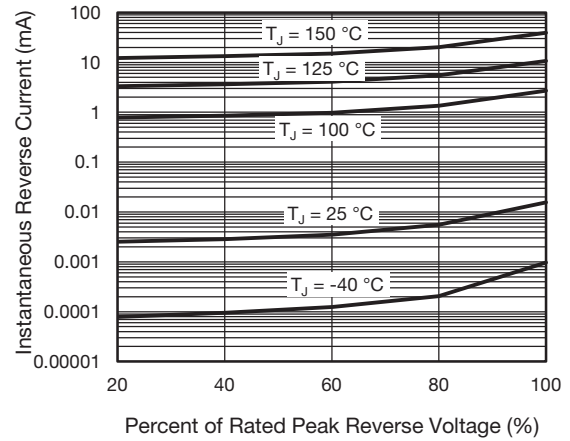 Instantaneous Reverse Current (mA)
100
10
1
0.1
0.01
0.001
0.0001
0.00001
T_J = 150 °C
T_J = 125 °C
T_J = 100 °C
T_J = 25 °C
T_J = -40 °C
20 40 60 80 100
Percent of Rated Peak Reverse Voltage (%)